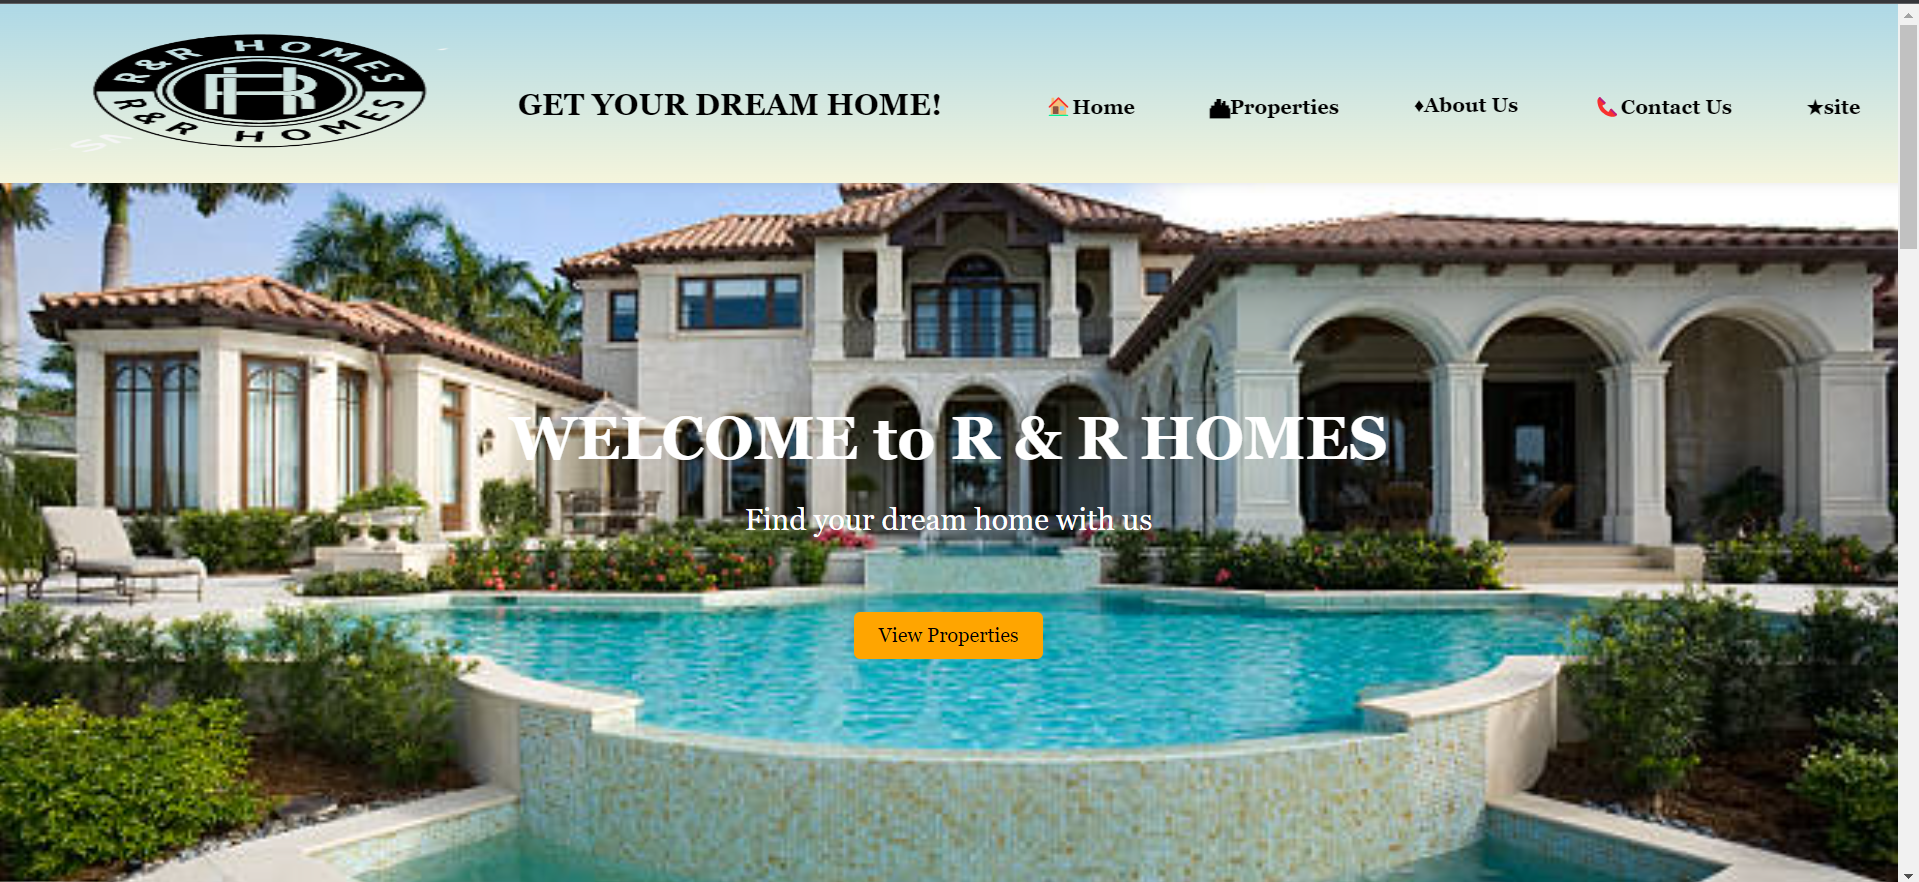 R&R HOMES
R&R HOMES
GET YOUR DREAM HOME!
Home
Properties
♦About Us
Contact Us
★site
WELCOME to R & R HOMES
Find your dream home with us
View Properties